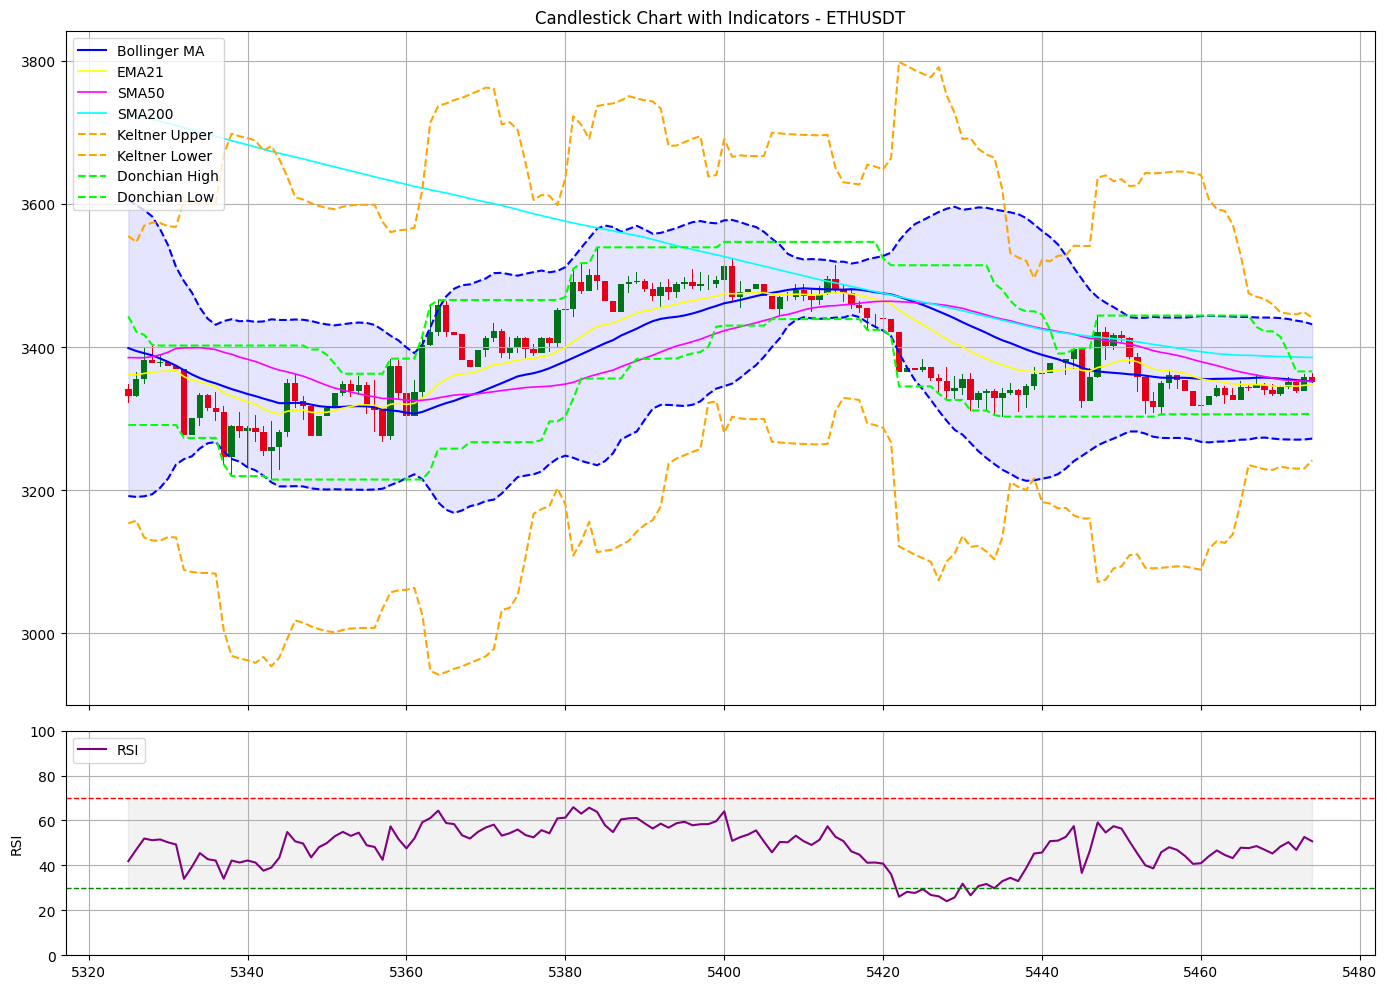 Candlestick Chart with Indicators - ETHUSDT
Bollinger MA
EMA21
SMA50
SMA200
Keltner Upper
Keltner Lower
Donchian High
Donchian Low
3800
3600
3400
3200
3000
RSI
100
80
60
40
20
0
RSI
5320
5340
5360
5380
5400
5420
5440
5460
5480